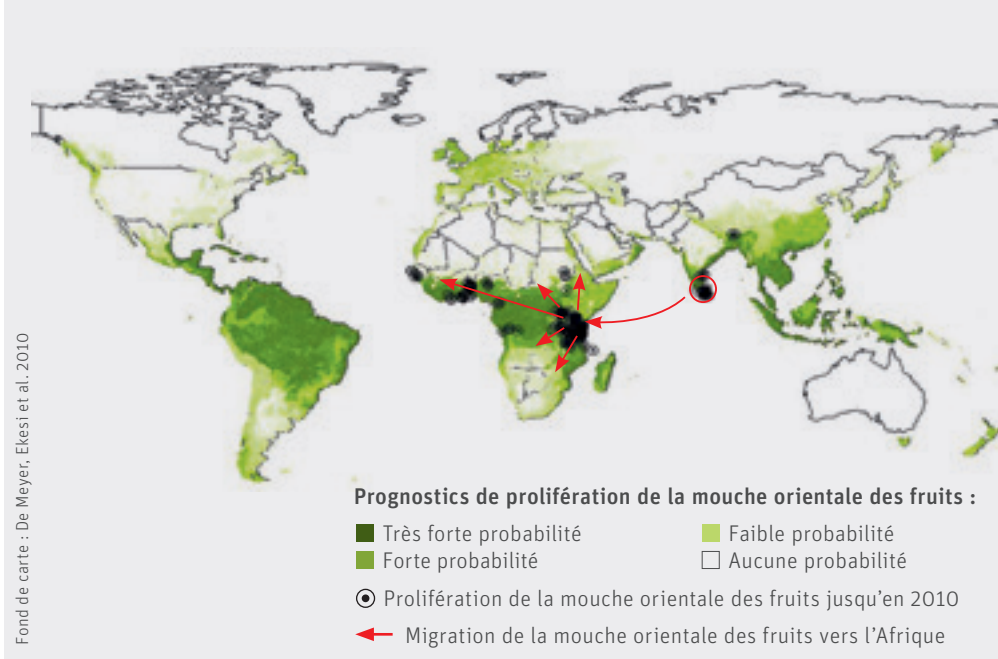 Fond de carte : De Meyer, Ekesi et al. 2010
Prognostics de prolifération de la mouche orientale des fruits :
Très forte probabilité
Faible probabilité
Forte probabilité
Aucune probabilité
Prolifération de la mouche orientale des fruits jusqu’en 2010
Migration de la mouche orientale des fruits vers l’Afrique